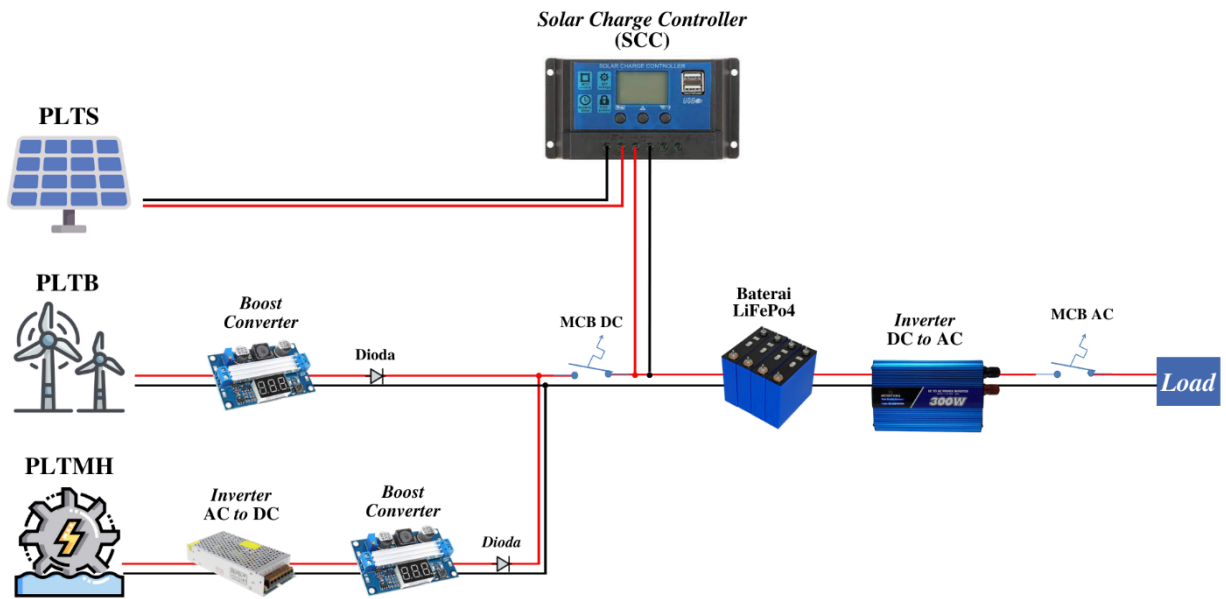 Solar Charge Controller
(SCC)
SOLAR CHARGE CONTROLLER
PLTS
PLTB
Boost
Converter
Dioda
MCB DC
Baterai
LiFePo4
Inverter
DC to AC
300W
MCB AC
Load
PLTMH
Inverter
AC to DC
Boost
Converter
Dioda